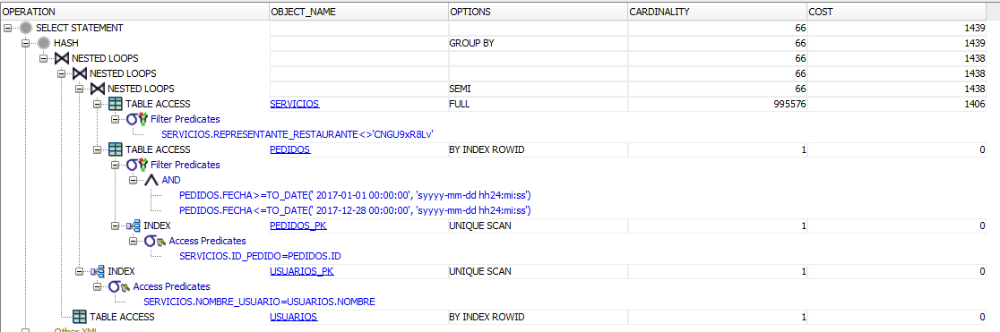 OPERATION OBJECT_NAME OPTIONS CARDINALITY COST
SELECT STATEMENT 66 1439
HASH GROUP BY 66 1439
NESTED LOOPS 66 1438
NESTED LOOPS 66 1438
NESTED LOOPS SEMI 66 1438
TABLE ACCESS SERVICIOS FULL 995576 1406
Filter Predicates
SERVICIOS.REPRESENTANTE_RESTAURANTE<>'CNGU9xR8Lv'
TABLE ACCESS PEDIDOS BY INDEX ROWID 1 0
Filter Predicates
AND
PEDIDOS.FECHA>=TO_DATE(' 2017-01-01 00:00:00', 'syyyy-mm-dd hh24:mi:ss')
PEDIDOS.FECHA<=TO_DATE(' 2017-12-28 00:00:00', 'syyyy-mm-dd hh24:mi:ss')
INDEX PEDIDOS_PK UNIQUE SCAN 1 0
Access Predicates
SERVICIOS.ID_PEDIDO=PEDIDOS.ID
INDEX USUARIOS_PK UNIQUE SCAN 1 0
Access Predicates
SERVICIOS.NOMBRE_USUARIO=USUARIOS.NOMBRE
TABLE ACCESS USUARIOS BY INDEX ROWID 1 0
Other XML